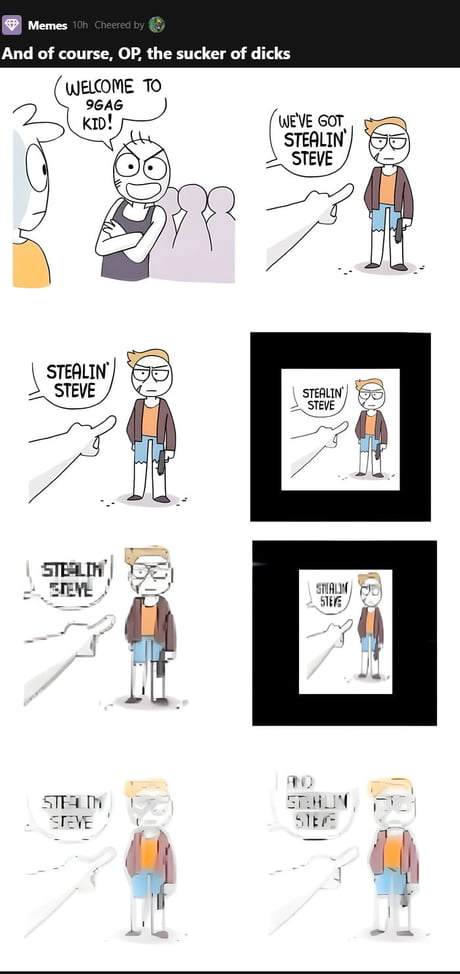 Memes 10h Cheered by
And of course, OP, the sucker of dicks
WELCOME TO
9GAG
KID!
WE'VE GOT
STEALIN'
STEVE
STEALIN'
STEVE
STEALIN'
STEVE
STEALIN
STEVE
STEALIN
STEVE
STEALIN
STEVE
AND
STEALIN
STEVE